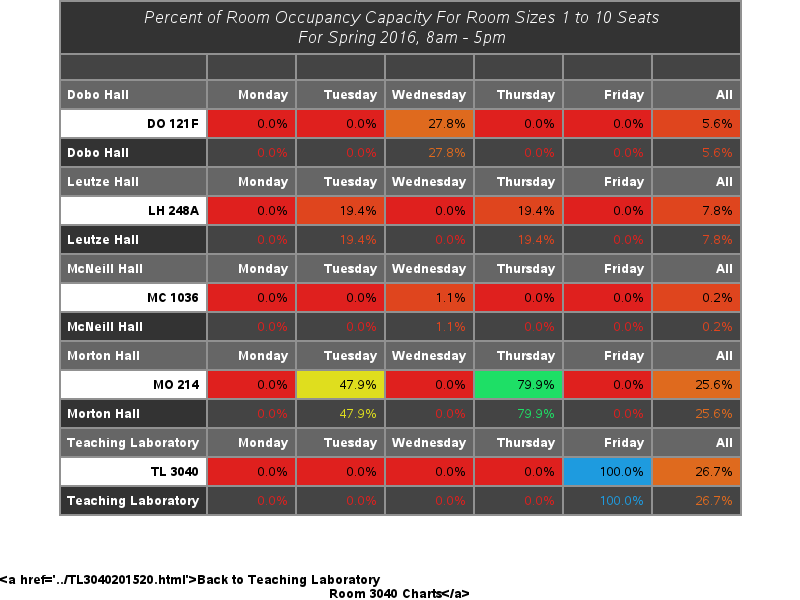 Percent of Room Occupancy Capacity For Room Sizes 1 to 10 Seats
For Spring 2016, 8am - 5pm
Dobo Hall Monday Tuesday Wednesday Thursday Friday All
DO 121F 0.0% 0.0% 27.8% 0.0% 0.0% 5.6%
Dobo Hall 0.0% 0.0% 27.8% 0.0% 0.0% 5.6%
Leutze Hall Monday Tuesday Wednesday Thursday Friday All
LH 248A 0.0% 19.4% 0.0% 19.4% 0.0% 7.8%
Leutze Hall 0.0% 19.4% 0.0% 19.4% 0.0% 7.8%
McNeill Hall Monday Tuesday Wednesday Thursday Friday All
MC 1036 0.0% 0.0% 1.1% 0.0% 0.0% 0.2%
McNeill Hall 0.0% 0.0% 1.1% 0.0% 0.0% 0.2%
Morton Hall Monday Tuesday Wednesday Thursday Friday All
MO 214 0.0% 47.9% 0.0% 79.9% 0.0% 25.6%
Morton Hall 0.0% 47.9% 0.0% 79.9% 0.0% 25.6%
Teaching Laboratory Monday Tuesday Wednesday Thursday Friday All
TL 3040 0.0% 0.0% 0.0% 0.0% 100.0% 26.7%
Teaching Laboratory 0.0% 0.0% 0.0% 0.0% 100.0% 26.7%
<a href='../TL3040201520.html'>Back to Teaching Laboratory
Room 3040 Charts</a>